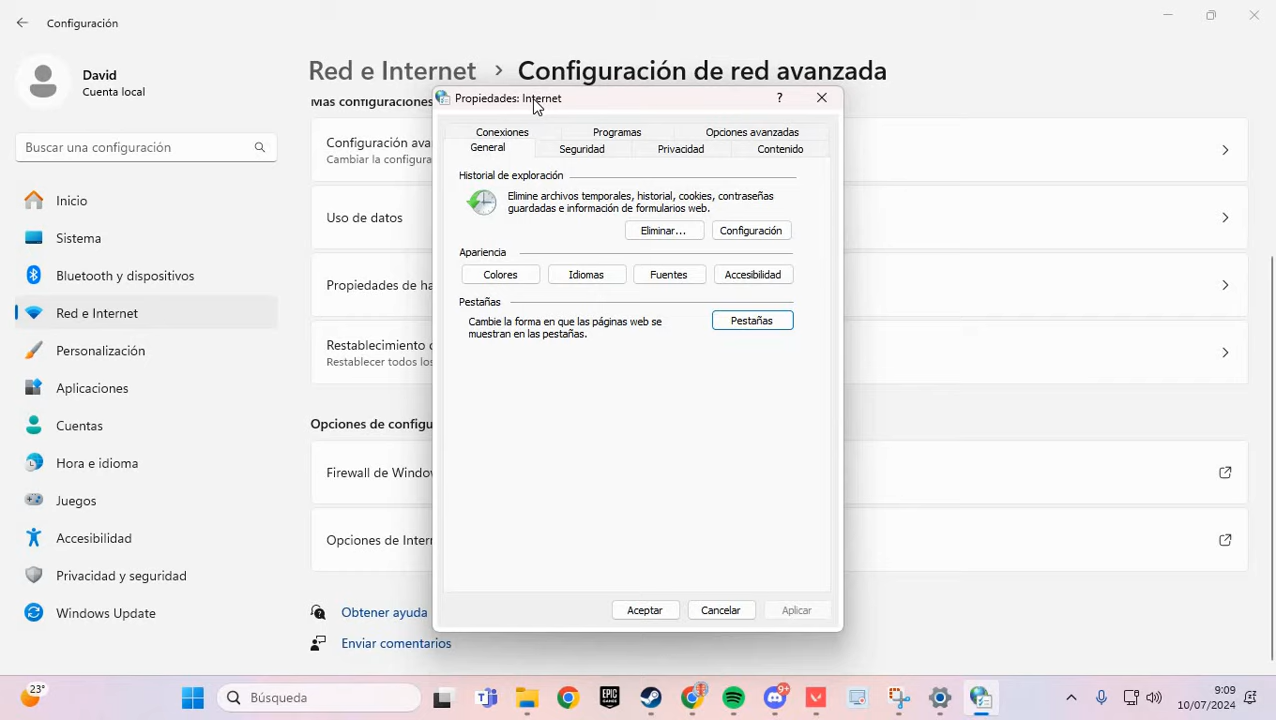 Configuración
David
Cuenta local
Buscar una configuración
Inicio
Sistema
Bluetooth y dispositivos
Red e Internet
Personalización
Aplicaciones
Cuentas
Hora e idioma
Juegos
Accesibilidad
Privacidad y seguridad
Windows Update
Red e Internet > Configuración de red avanzada
Más configuraciones
Configuración ava
Cambiar la configura
Uso de datos
Propiedades de ha
Restablecimiento
Restablecer todos los
Opciones de configu
Firewall de Window
Opciones de Inter
Obtener ayuda
Enviar comentarios
Propiedades: Internet
?
Conexiones Programas Opciones avanzadas
General Seguridad Privacidad Contenido
Historial de exploración
Elimine archivos temporales, historial, cookies, contraseñas
guardadas e información de formularios web.
Eliminar... Configuración
Apariencia
Colores Idiomas Fuentes Accesibilidad
Pestañas
Cambie la forma en que las páginas web se
muestran en las pestañas.
Pestañas
Aceptar Cancelar Aplicar
23°
Búsqueda
EPIC
GAMES
9+
9:09
10/07/2024